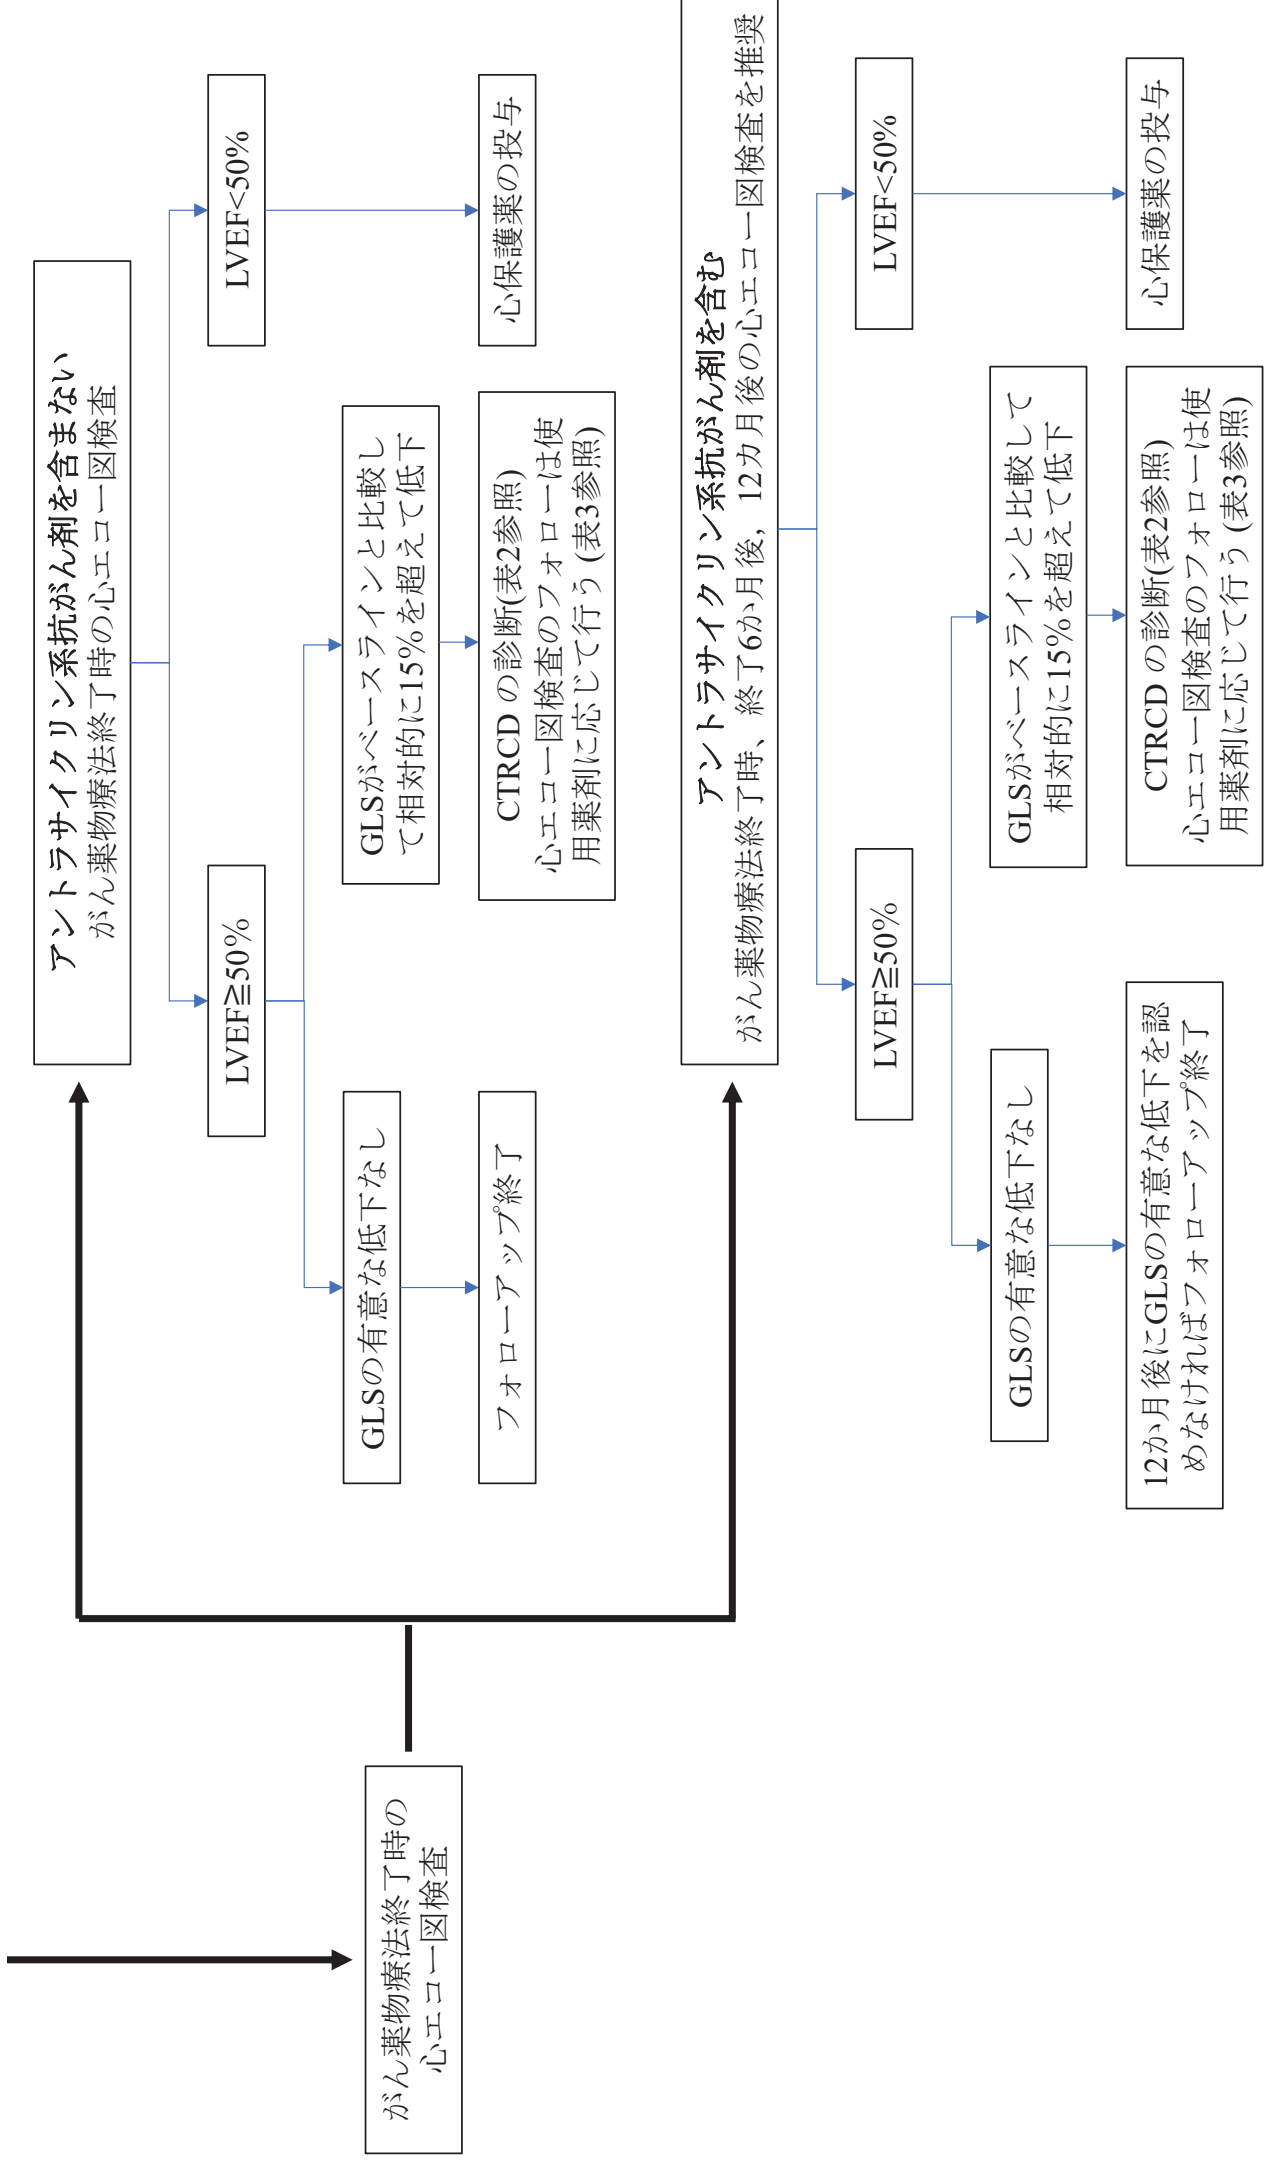 がん薬物療法終了時の
心エコー図検査
アントラサイクリン系抗がん剤を含まない
がん薬物療法終了時の心エコー図検査
LVEF≧50%
LVEF<50%
GLSの有意な低下なし
GLSがベースラインと比較し
て相対的に15%を超えて低下
フォローアップ終了
CTRCD の診断(表2参照)
心エコー図検査のフォローは使
用薬剤に応じて行う (表3参照)
心保護薬の投与
アントラサイクリン系抗がん剤を含む
がん薬物療法終了時、終了6か月後，12カ月後の心エコー図検査を推奨
LVEF≧50%
LVEF<50%
GLSの有意な低下なし
GLSがベースラインと比較して
相対的に15%を超えて低下
12か月後にGLSの有意な低下を認
めなければフォローアップ終了
CTRCD の診断(表2参照)
心エコー図検査のフォローは使
用薬剤に応じて行う (表3参照)
心保護薬の投与